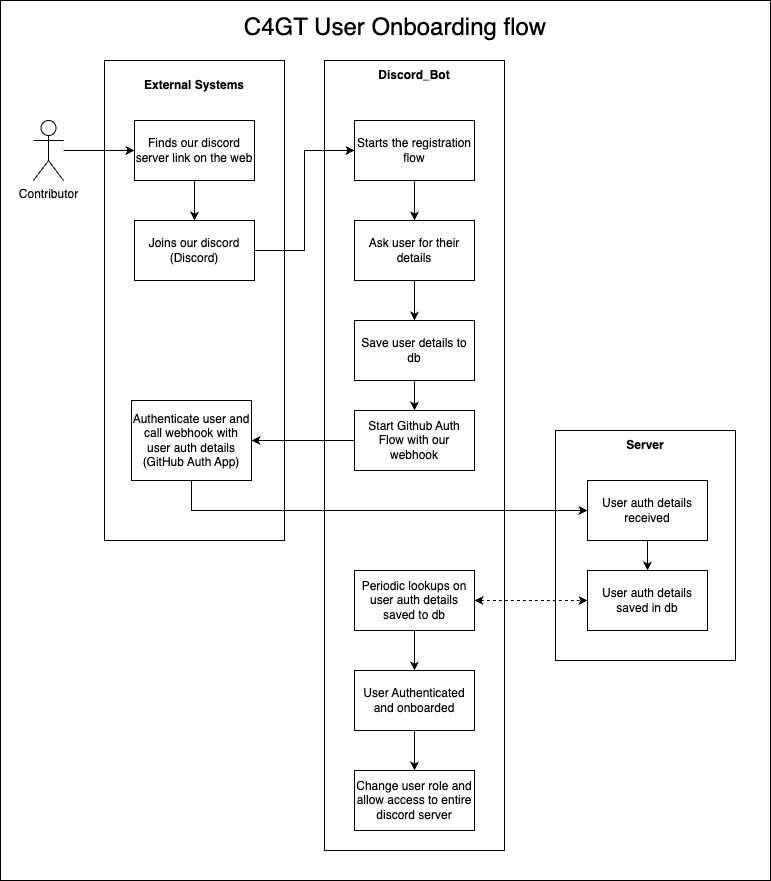 C4GT User Onboarding flow
External Systems
Discord_Bot
Finds our discord
server link on the web
Starts the registration
flow
Contributor
Joins our discord
(Discord)
Ask user for their
details
Save user details to
db
Authenticate user and
call webhook with
user auth details
(GitHub Auth App)
Start Github Auth
Flow with our
webhook
Server
User auth details
received
Periodic lookups on
user auth details
saved to db
User auth details
saved in db
User Authenticated
and onboarded
Change user role and
allow access to entire
discord server